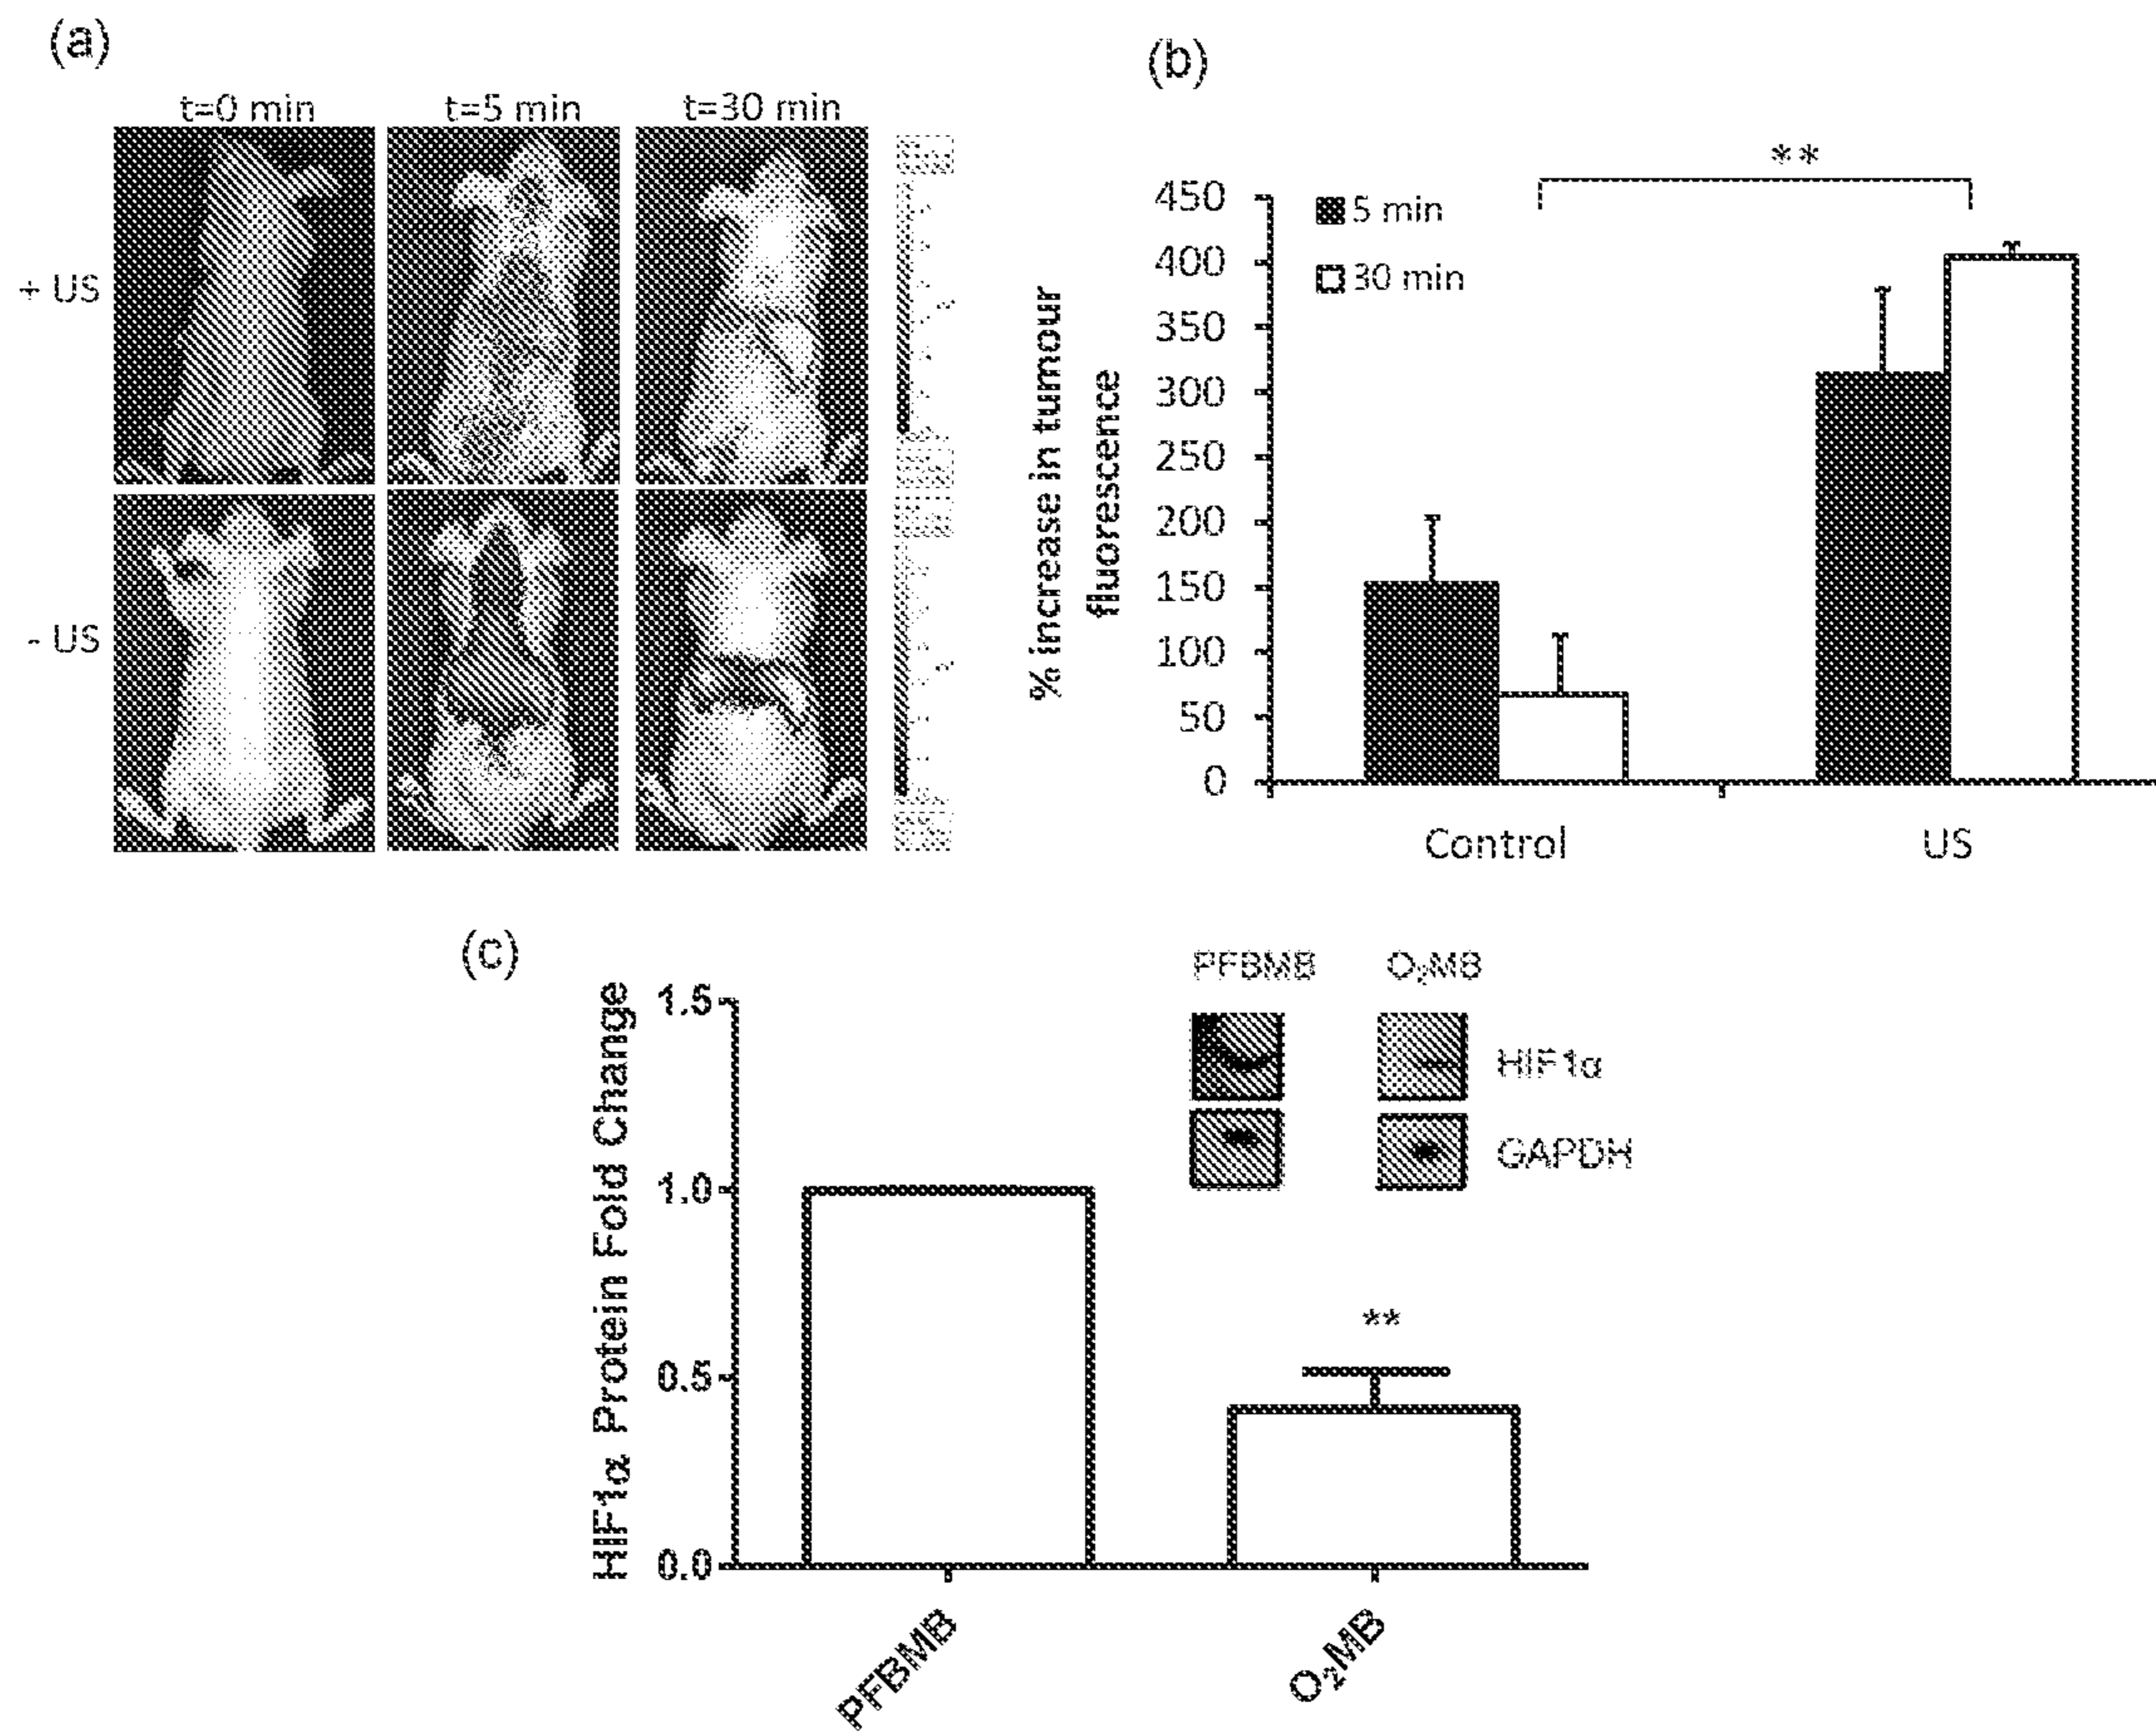 (a)
t=0 min t=5 min t=30 min
+ US
- US
(b)
**
450
400
350
300
250
200
150
100
50
0
5 min
30 min
% increase in tumour
fluorescence
Control US
(c)
HIF1α Protein Fold Change
1.5
1.0
0.5
0.0
PFBMB O₂MB
HIF1α
GAPDH
**
PFBMB
O₂MB